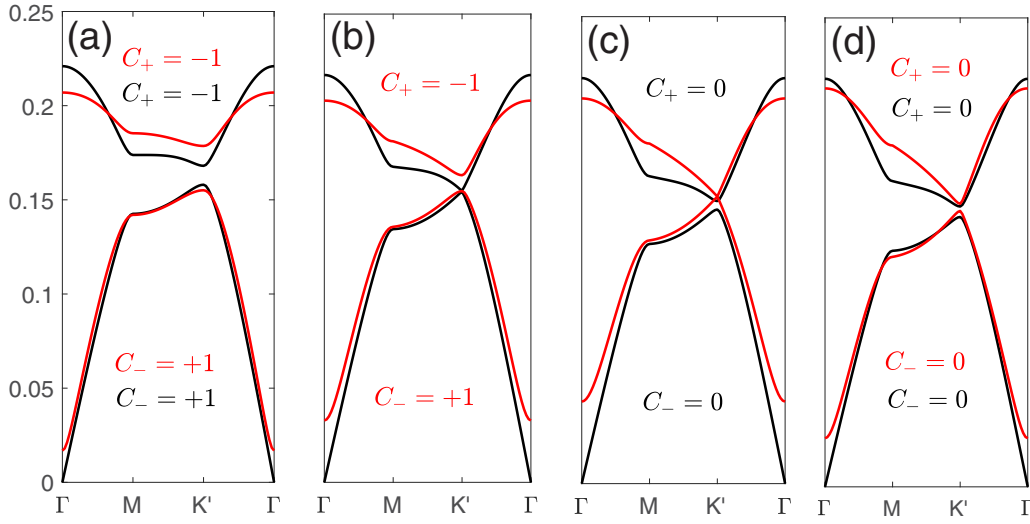 0.25
0.2
0.15
0.1
0.05
0
(a)
C₊ = −1
C₊ = −1
C₋ = +1
C₋ = +1
Γ M K' Γ
(b)
C₊ = −1
C₋ = +1
Γ M K' Γ
(c)
C₊ = 0
C₋ = 0
Γ M K' Γ
(d)
C₊ = 0
C₊ = 0
C₋ = 0
C₋ = 0
Γ M K' Γ